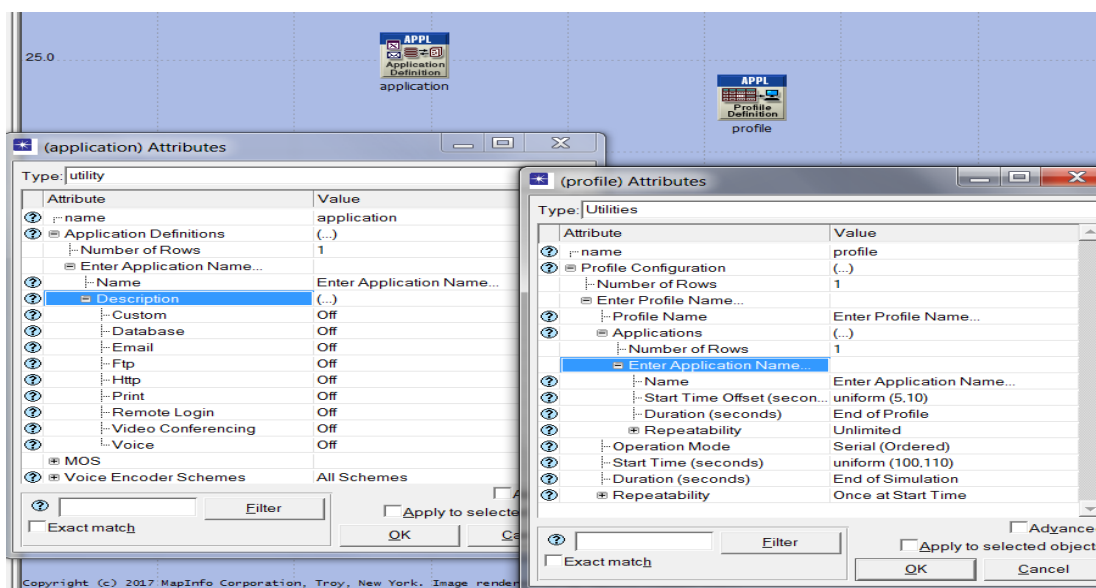 25.0
APPL
Application
Definition
application
APPL
Profile
Definition
profile
(application) Attributes
Type: utility
Attribute Value
name application
Application Definitions (...)
Number of Rows 1
Enter Application Name...
Name Enter Application Name...
Description (...)
Custom Off
Database Off
Email Off
Ftp Off
Http Off
Print Off
Remote Login Off
Video Conferencing Off
Voice Off
MOS
Voice Encoder Schemes All Schemes
Filter
Apply to selecte
Exact match
OK
(profile) Attributes
Type: Utilities
Attribute Value
name profile
Profile Configuration (...)
Number of Rows 1
Enter Profile Name...
Profile Name Enter Profile Name...
Applications (...)
Number of Rows 1
Enter Application Name...
Name Enter Application Name...
Start Time Offset (secon... uniform (5,10)
Duration (seconds) End of Profile
Repeatability Unlimited
Operation Mode Serial (Ordered)
Start Time (seconds) uniform (100,110)
Duration (seconds) End of Simulation
Repeatability Once at Start Time
Advance
Filter
Apply to selected object
Exact match
OK Cancel
Copyright (c) 2017 MapInfo Corporation, Troy, New York. Image render